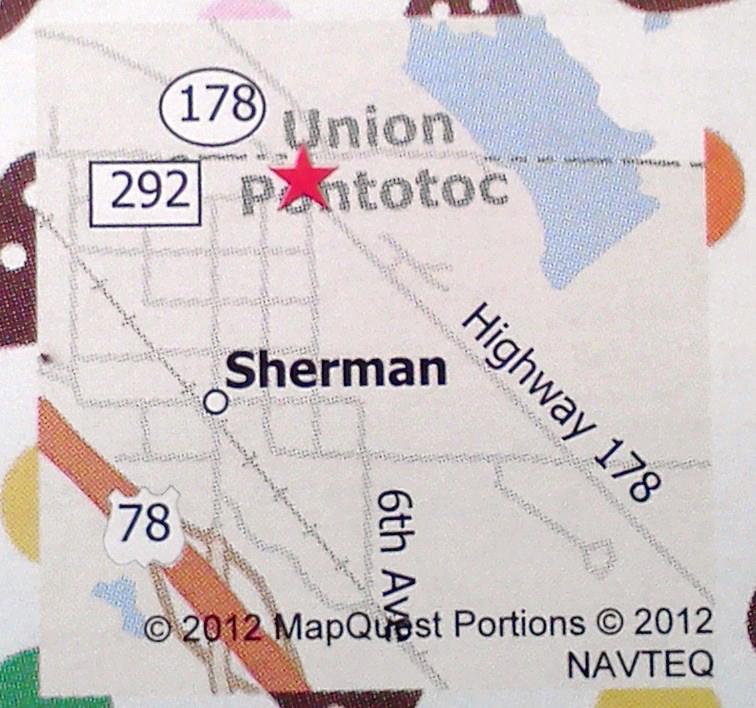 178
Union
292
Pontotoc
Highway 178
Sherman
78
6th Ave
© 2012 MapQuest Portions © 2012
NAVTEQ